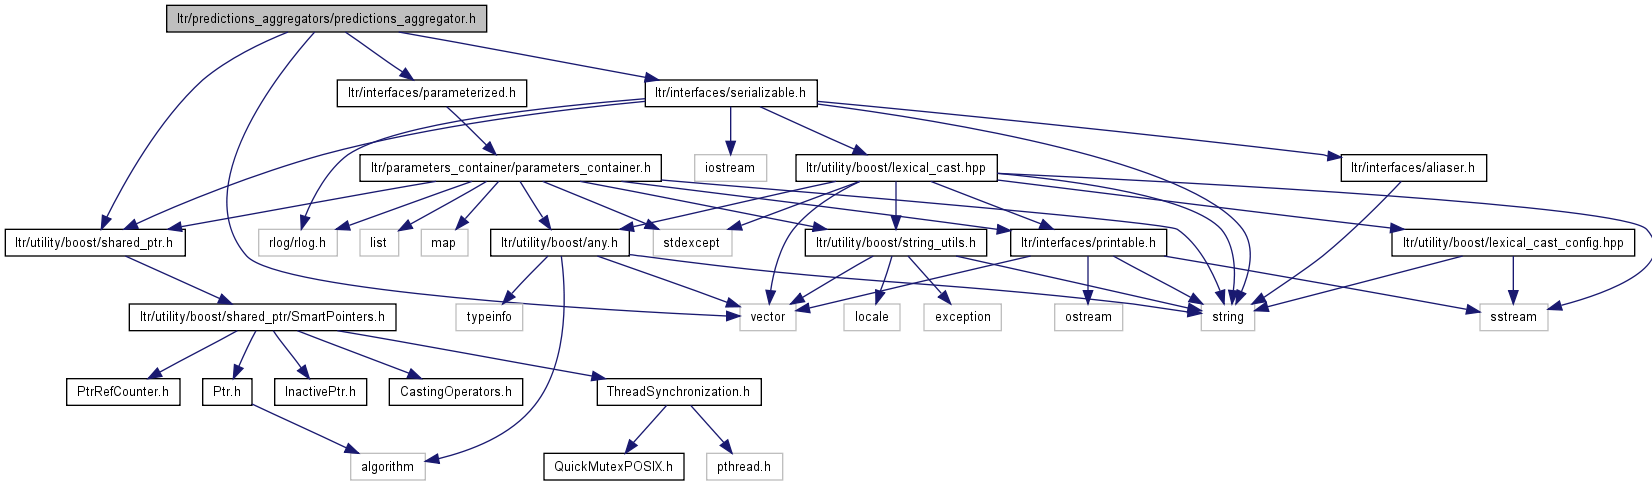 ltr/predictions_aggregators/predictions_aggregator.h
ltr/interfaces/parameterized.h
ltr/interfaces/serializable.h
ltr/parameters_container/parameters_container.h
iostream
ltr/utility/boost/lexical_cast.hpp
ltr/interfaces/aliaser.h
ltr/utility/boost/shared_ptr.h
rlog/rlog.h
list
map
ltr/utility/boost/any.h
stdexcept
ltr/utility/boost/string_utils.h
ltr/interfaces/printable.h
ltr/utility/boost/lexical_cast_config.hpp
ltr/utility/boost/shared_ptr/SmartPointers.h
typeinfo
vector
locale
exception
ostream
string
sstream
PtrRefCounter.h
Ptr.h
InactivePtr.h
CastingOperators.h
ThreadSynchronization.h
algorithm
QuickMutexPOSIX.h
pthread.h